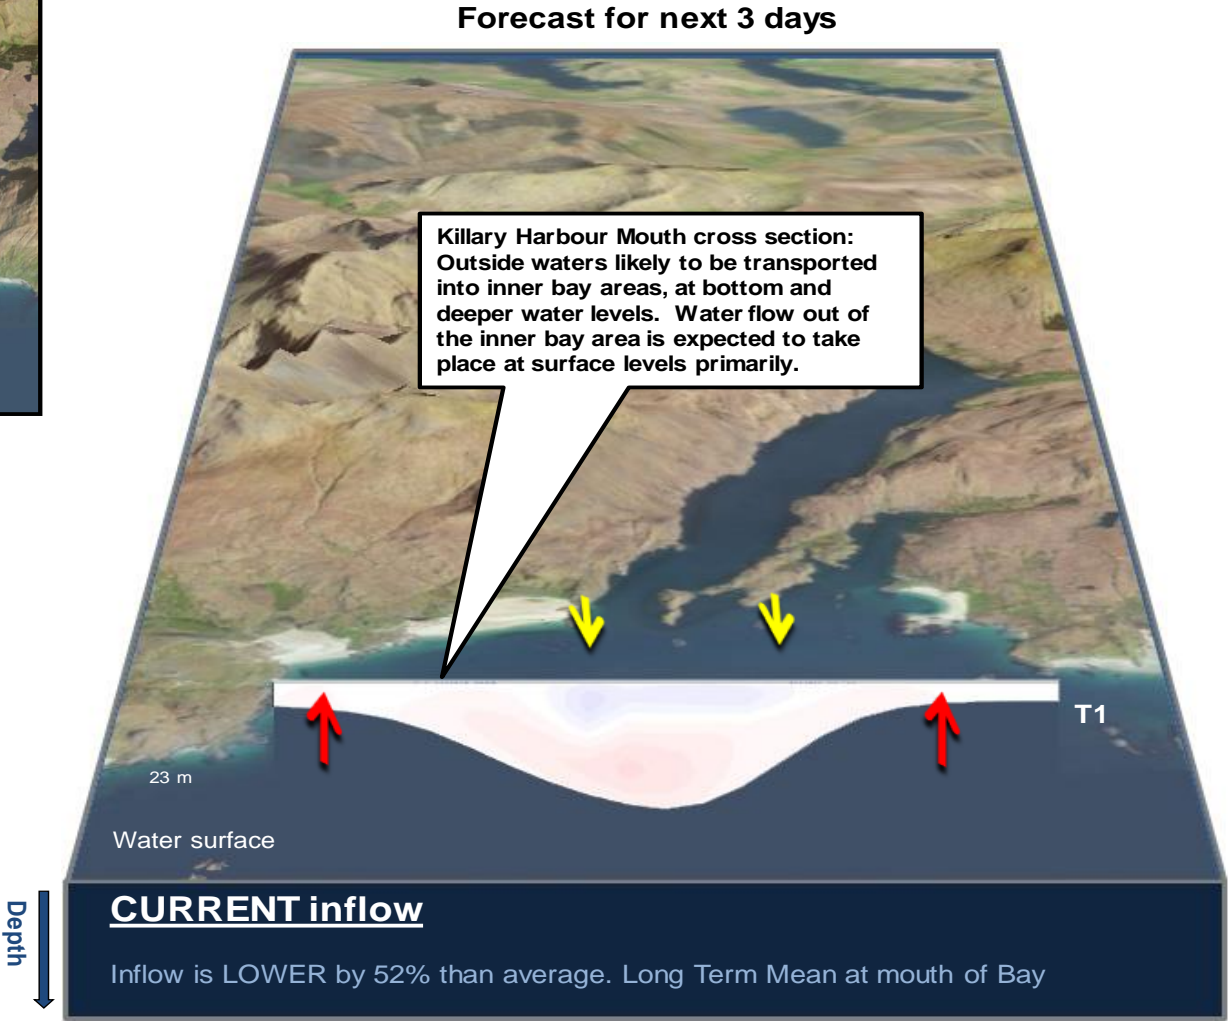 Forecast for next 3 days
Killary Harbour Mouth cross section:
Outside waters likely to be transported
into inner bay areas, at bottom and
deeper water levels.  Water flow out of
the inner bay area is expected to take
place at surface levels primarily.
T1
23 m
Water surface
Depth
CURRENT inflow
Inflow is LOWER by 52% than average. Long Term Mean at mouth of Bay